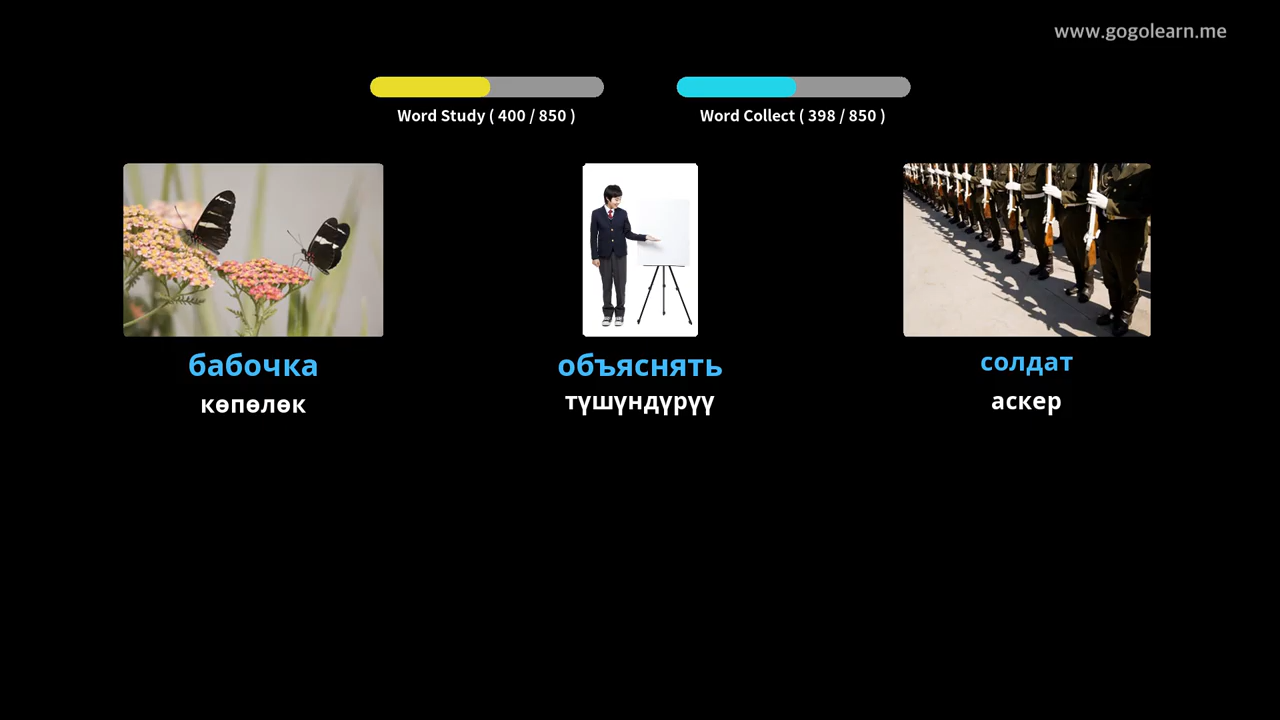 www.gogolearn.me
Word Study ( 400 / 850 )
Word Collect ( 398 / 850 )
бабочка
көпөлөк
объяснять
түшүндүрүү
солдат
аскер